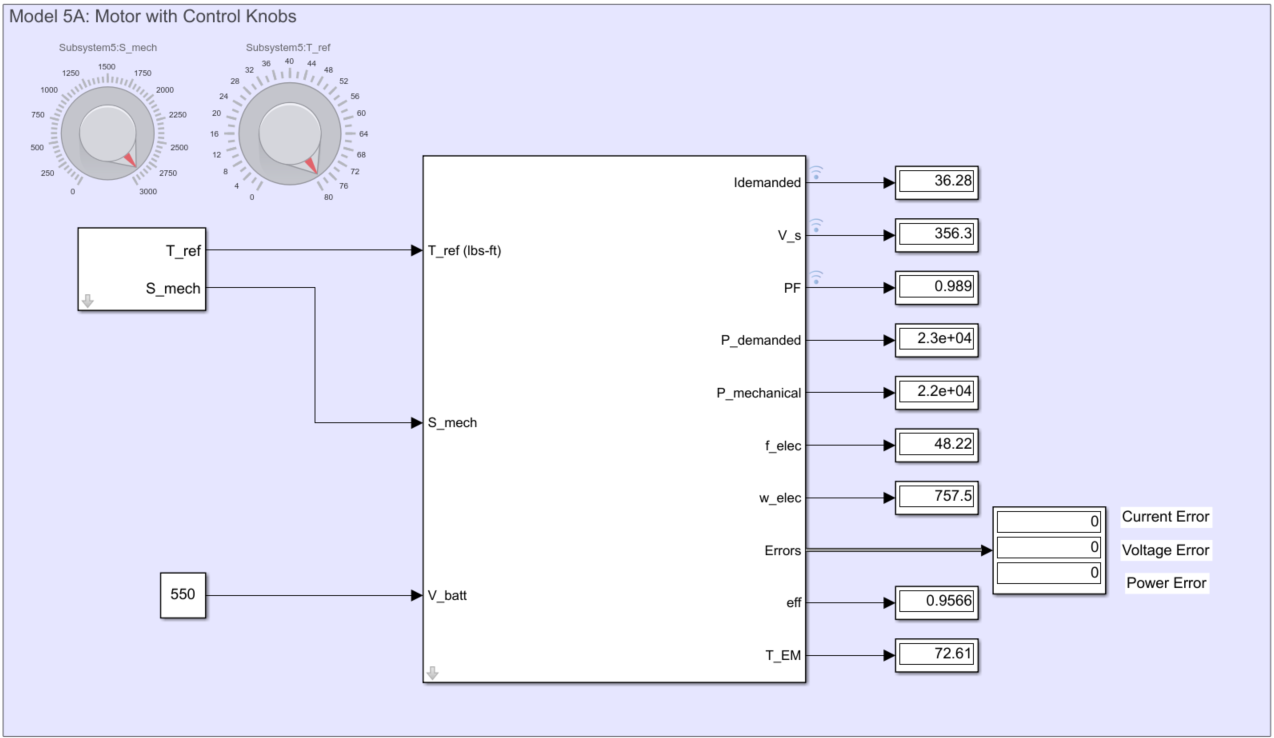 Model 5A: Motor with Control Knobs
Subsystem5:S_mech
0
250
500
750
1000
1250
1500
1750
2000
2250
2500
2750
3000
Subsystem5:T_ref
0
4
8
12
16
20
24
28
32
36
40
44
48
52
56
60
64
68
72
76
80
T_ref
S_mech
550
T_ref (lbs-ft)
S_mech
V_batt
Idemanded
36.28
V_s
356.3
PF
0.989
P_demanded
2.3e+04
P_mechanical
2.2e+04
f_elec
48.22
w_elec
757.5
Errors
0 Current Error
0 Voltage Error
0 Power Error
eff
0.9566
T_EM
72.61